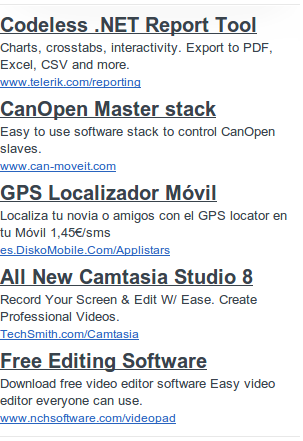 Codeless .NET Report Tool
Charts, crosstabs, interactivity. Export to PDF,
Excel, CSV and more.
www.telerik.com/reporting
CanOpen Master stack
Easy to use software stack to control CanOpen
slaves.
www.can-moveit.com
GPS Localizador Móvil
Localiza tu novia o amigos con el GPS locator en
tu Móvil 1,45€/sms
es.DiskoMobile.Com/Applistars
All New Camtasia Studio 8
Record Your Screen & Edit W/ Ease. Create
Professional Videos.
TechSmith.com/Camtasia
Free Editing Software
Download free video editor software Easy video
editor everyone can use.
www.nchsoftware.com/videopad